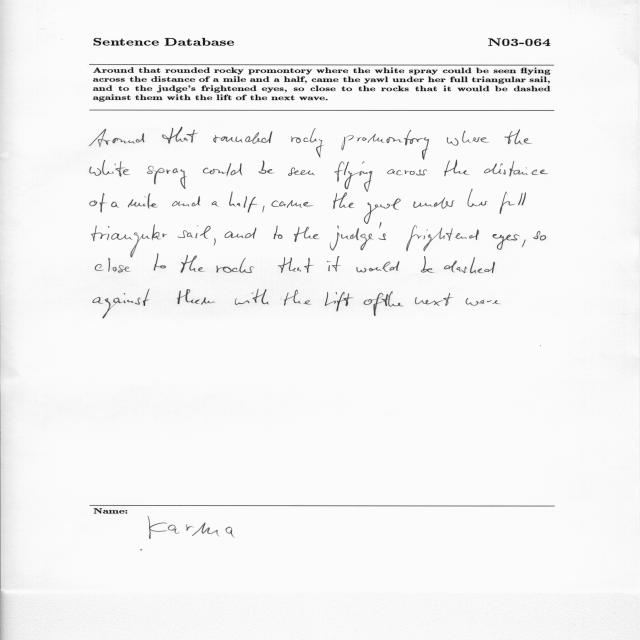 Sentence Database N03-064
Around that rounded rocky promontory where the white spray could be seen flying
across the distance of a mile and a half, came the yawl under her full triangular sail,
and to the judge's frightened eyes, so close to the rocks that it would be dashed
against them with the lift of the next wave.
Around that rounded rocky promontory where the
white spray could be seen flying across the distance
of a mile and a half, came the yawl under her full
triangular sail, and to the judge's frightend eyes, so
close to the rocks that it would be dashed
against them with the lift of the next wave
Name:
Karma